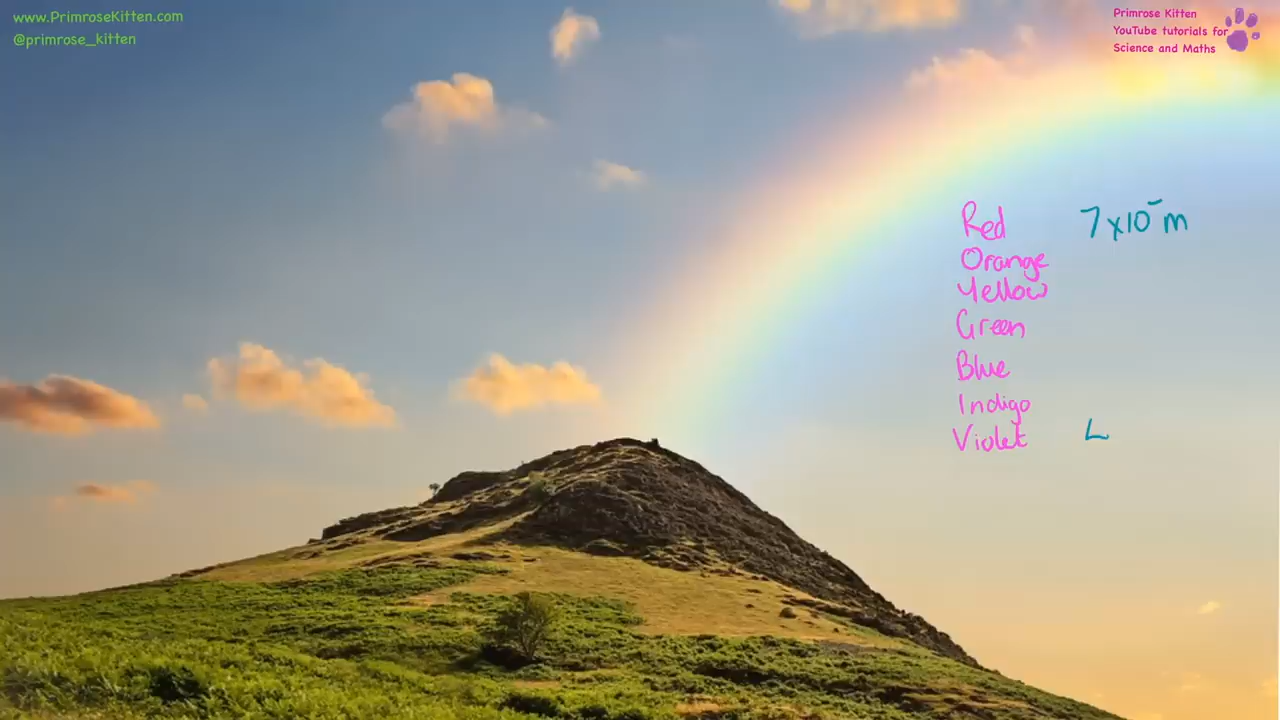 www.PrimroseKitten.com
@primrose_kitten
Primrose Kitten
YouTube tutorials for
Science and Maths
Red 7x10⁻m
Orange
Yellow
Green
Blue
Indigo
Violet